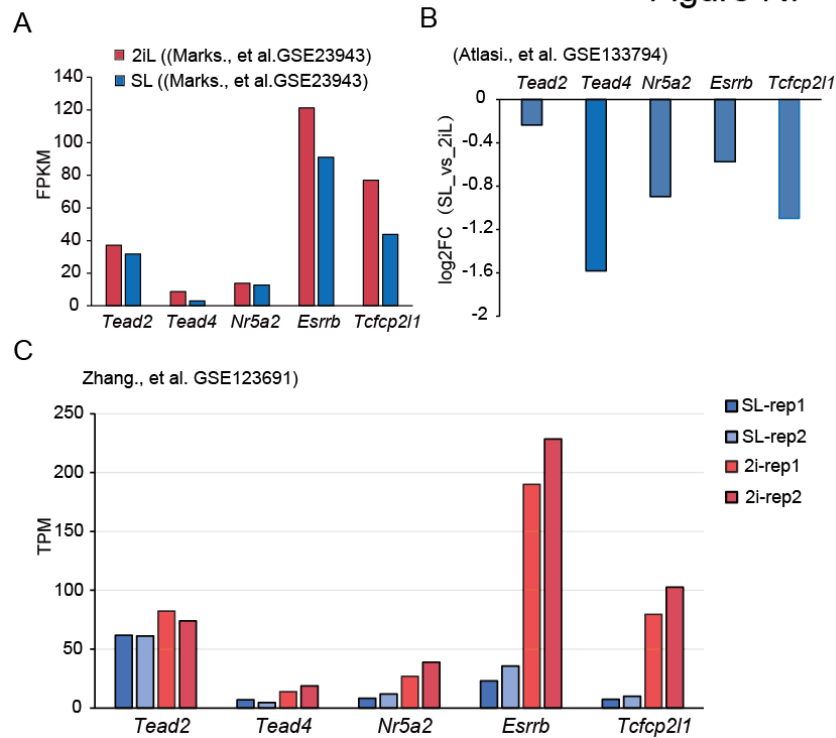 A
2iL ((Marks., et al.GSE23943)
SL ((Marks., et al.GSE23943)
FPKM
140
120
100
80
60
40
20
0
Tead2 Tead4 Nr5a2 Esrrb Tcfcp2l1
B
(Atlasi., et al. GSE133794)
Tead2 Tead4 Nr5a2 Esrrb Tcfcp2l1
log2FC (SL_vs_2iL)
0
-0.4
-0.8
-1.2
-1.6
-2
C
Zhang., et al. GSE123691)
SL-rep1
SL-rep2
2i-rep1
2i-rep2
TPM
250
200
150
100
50
0
Tead2 Tead4 Nr5a2 Esrrb Tcfcp2l1